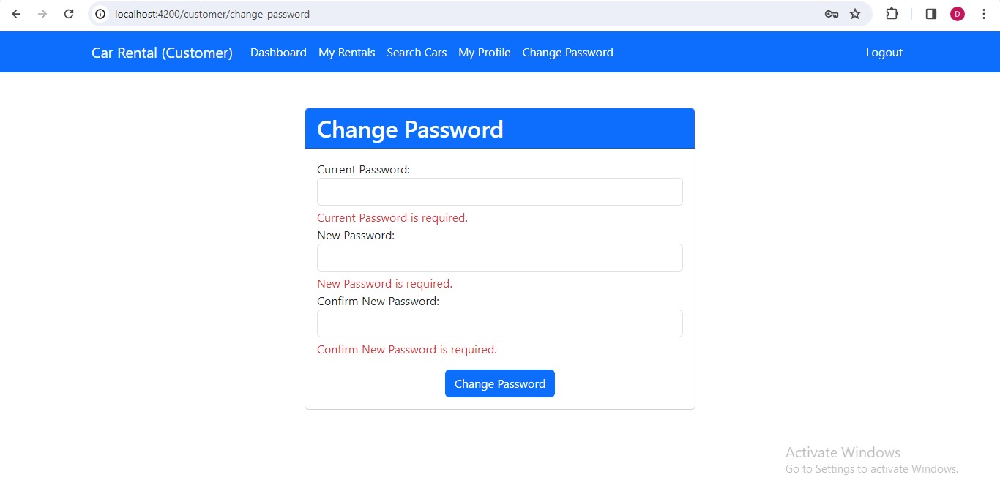 localhost:4200/customer/change-password
D
Car Rental (Customer) Dashboard My Rentals Search Cars My Profile Change Password Logout
Change Password
Current Password:
Current Password is required.
New Password:
New Password is required.
Confirm New Password:
Confirm New Password is required.
Change Password
Activate Windows
Go to Settings to activate Windows.